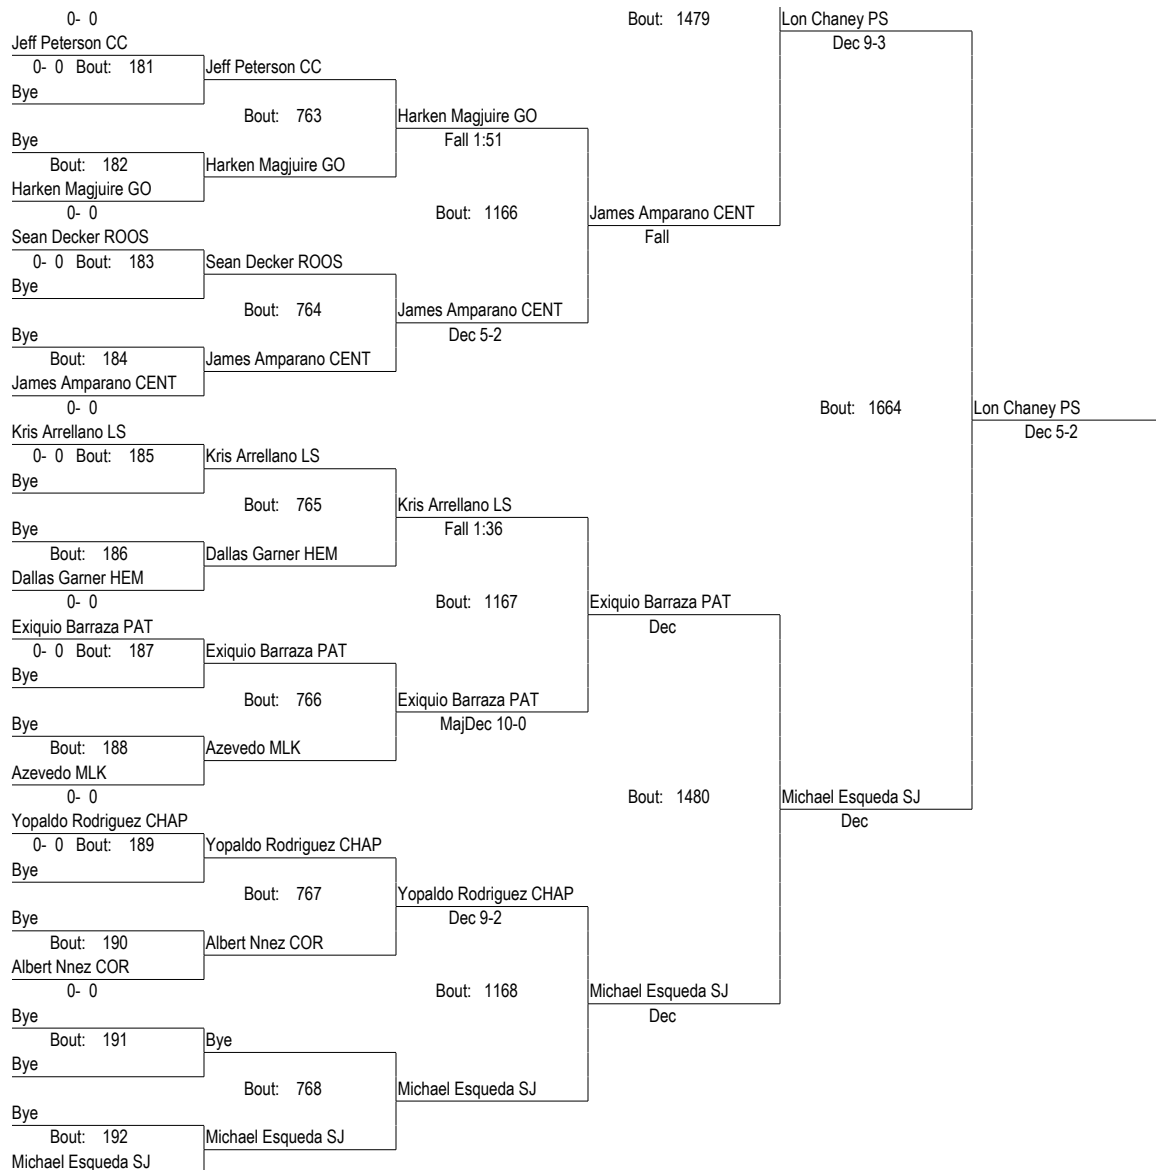 0- 0
Bout: 1479 Lon Chaney PS
Jeff Peterson CC
Dec 9-3
0- 0 Bout: 181 Jeff Peterson CC
Bye
Bout: 763 Harken Magjuire GO
Bye
Fall 1:51
Bout: 182 Harken Magjuire GO
Harken Magjuire GO
0- 0
Bout: 1166 James Amparano CENT
Sean Decker ROOS
Fall
0- 0 Bout: 183 Sean Decker ROOS
Bye
Bout: 764 James Amparano CENT
Bye
Dec 5-2
Bout: 184 James Amparano CENT
James Amparano CENT
0- 0
Bout: 1664 Lon Chaney PS
Kris Arrellano LS
Dec 5-2
0- 0 Bout: 185 Kris Arrellano LS
Bye
Bout: 765 Kris Arrellano LS
Bye
Fall 1:36
Bout: 186 Dallas Garner HEM
Dallas Garner HEM
0- 0
Bout: 1167 Exiquio Barraza PAT
Exiquio Barraza PAT
Dec
0- 0 Bout: 187 Exiquio Barraza PAT
Bye
Bout: 766 Exiquio Barraza PAT
Bye
MajDec 10-0
Bout: 188 Azevedo MLK
Azevedo MLK
0- 0
Bout: 1480 Michael Esqueda SJ
Yopaldo Rodriguez CHAP
Dec
0- 0 Bout: 189 Yopaldo Rodriguez CHAP
Bye
Bout: 767 Yopaldo Rodriguez CHAP
Bye
Dec 9-2
Bout: 190 Albert Nnez COR
Albert Nnez COR
0- 0
Bout: 1168 Michael Esqueda SJ
Bye
Dec
Bout: 191 Bye
Bye
Bout: 768 Michael Esqueda SJ
Bye
Bout: 192 Michael Esqueda SJ
Michael Esqueda SJ